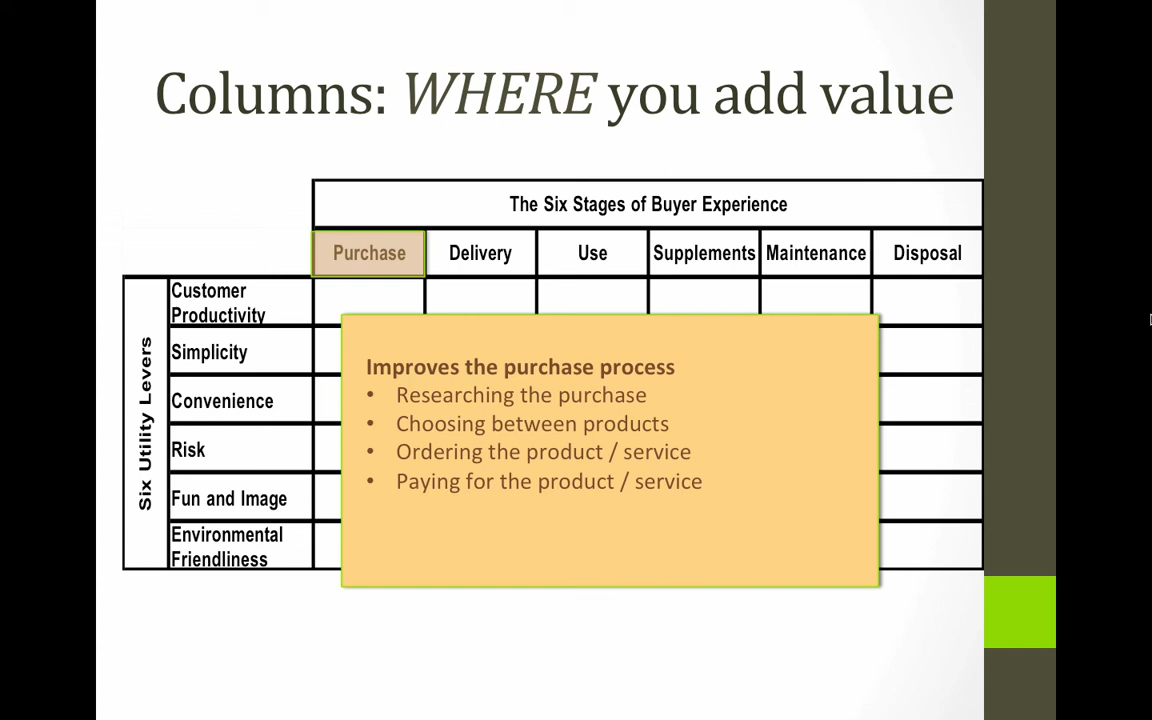 Columns: WHERE you add value
The Six Stages of Buyer Experience
Purchase
Delivery
Use
Supplements
Maintenance
Disposal
Six Utility Levers
Customer
Productivity
Simplicity
Convenience
Risk
Fun and Image
Environmental
Friendliness
Improves the purchase process
• Researching the purchase
• Choosing between products
• Ordering the product / service
• Paying for the product / service